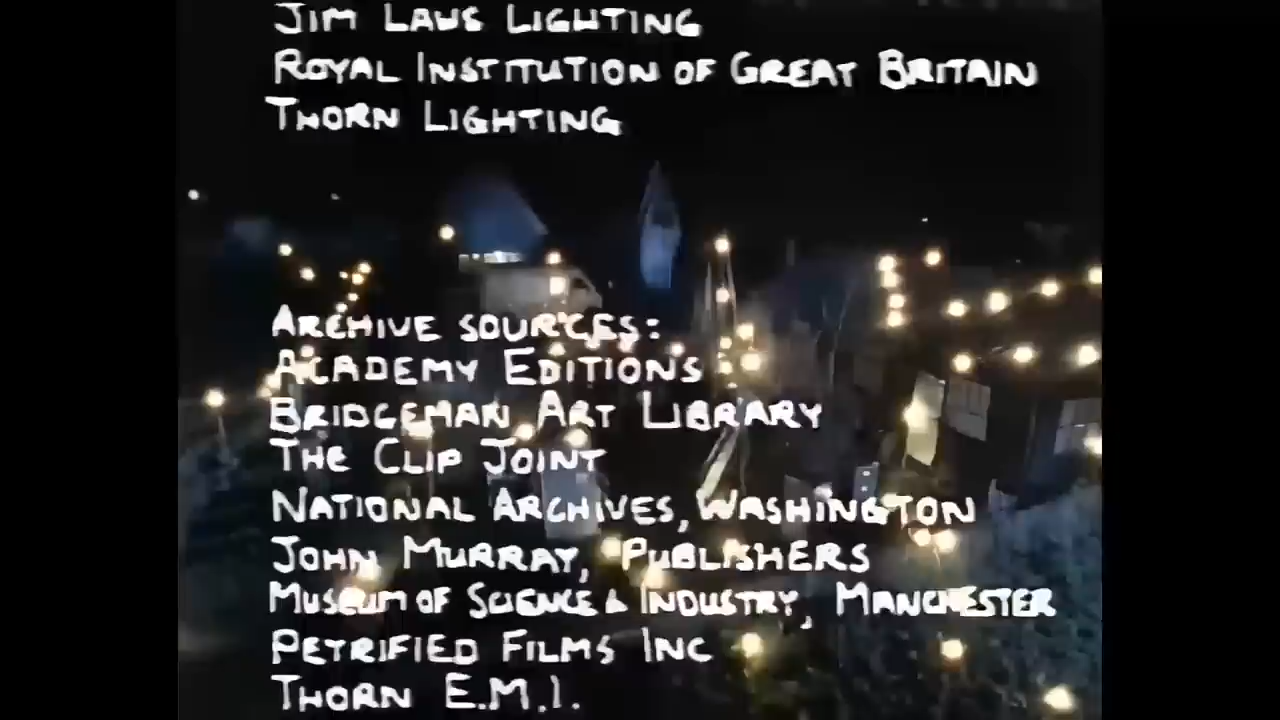 JIM LAWS LIGHTING
ROYAL INSTITUTION OF GREAT BRITAIN
THORN LIGHTING
ARCHIVE SOURCES:
ACADEMY EDITIONS
BRIDGEMAN ART LIBRARY
THE CLIP JOINT
NATIONAL ARCHIVES, WASHINGTON
JOHN MURRAY, PUBLISHERS
MUSEUM OF SCIENCE & INDUSTRY, MANCHESTER
PETRIFIED FILMS INC
THORN E.M.I.